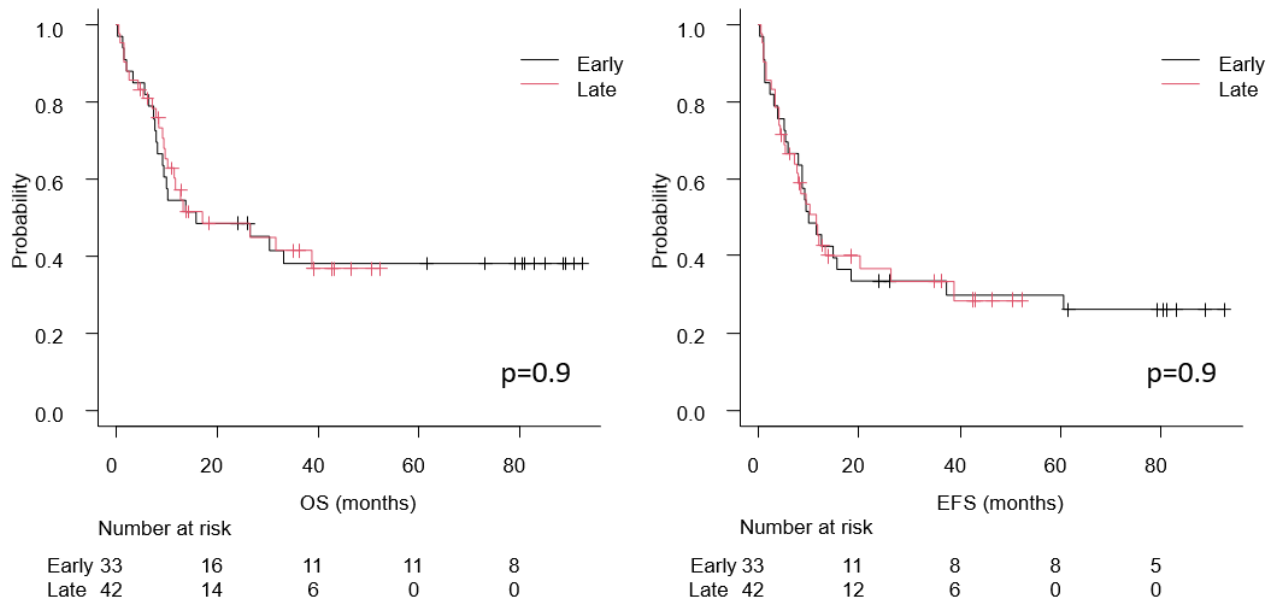 1.0
0.8
0.6
0.4
0.2
0.0
Probability
Early
Late
p=0.9
0 20 40 60 80
OS (months)
Number at risk
Early 33 16 11 11 8
Late 42 14 6 0 0
1.0
0.8
0.6
0.4
0.2
0.0
Probability
Early
Late
p=0.9
0 20 40 60 80
EFS (months)
Number at risk
Early 33 11 8 8 5
Late 42 12 6 0 0